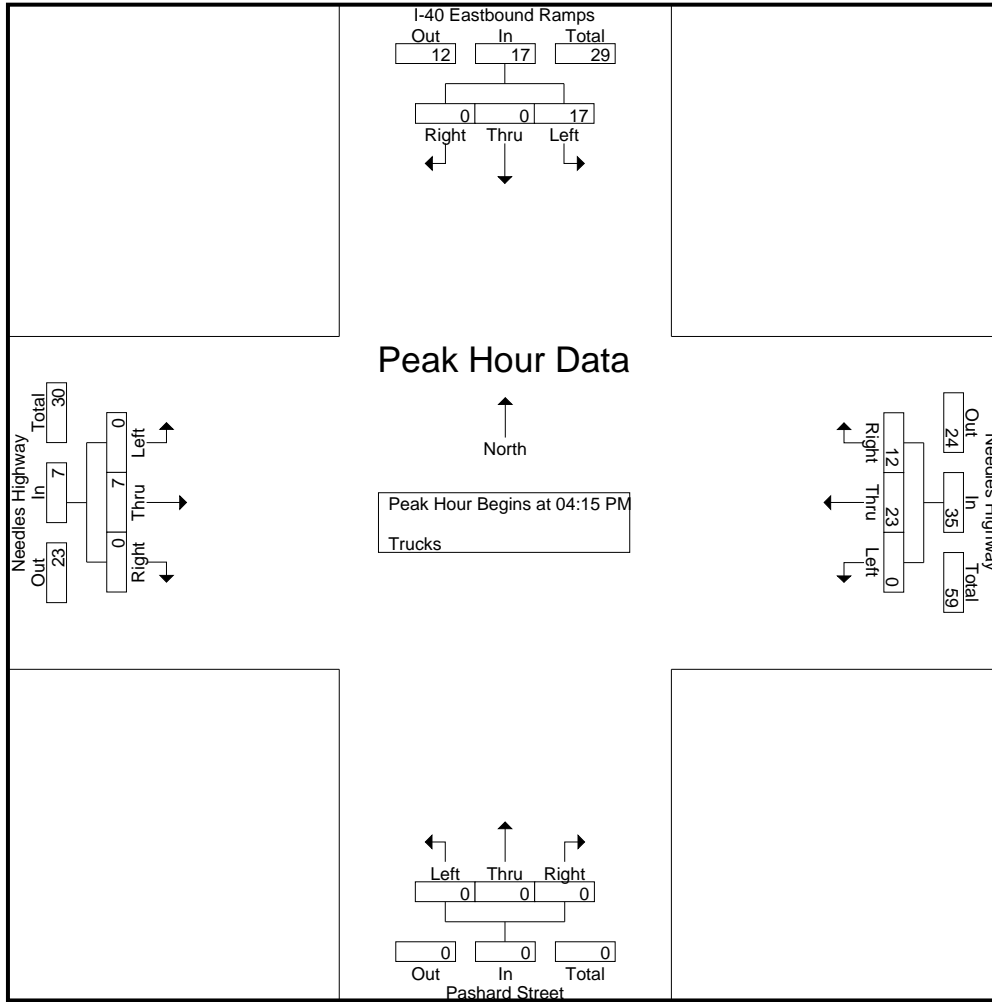 I-40 Eastbound Ramps
Out In Total
12 17 29
0 0 17
Right Thru Left
Peak Hour Data
North
Peak Hour Begins at 04:15 PM
Trucks
Needles Highway
Total In Out
30 7 23
0 7 0
Left Thru Right
Needles Highway
Out In Total
24 35 59
12 23 0
Right Thru Left
Left Thru Right
0 0 0
0 0 0
Out In Total
Pashard Street